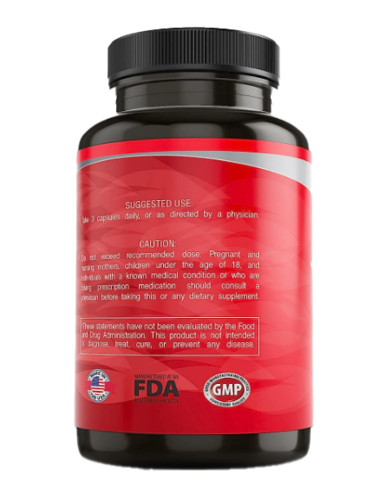 SUGGESTED USE:
Take 3 capsules daily, or as directed by a physician.
CAUTION:
Do not exceed recommended dose. Pregnant and
nursing mothers, children under the age of 18, and
individuals with a known medical condition or who are
taking prescription medication should consult a
physician before taking this or any dietary supplement.
These statements have not been evaluated by the Food
and Drug Administration. This product is not intended
to diagnose, treat, cure, or prevent any disease.
MANUFACTURED IN AN
FDA
GMP